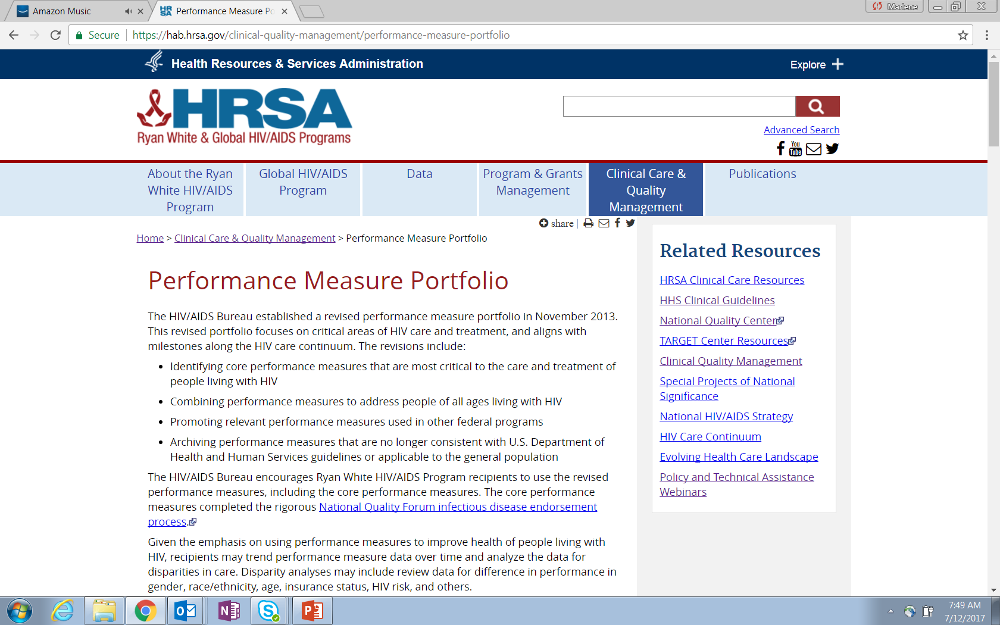 Amazon Music
Performance Measure Po
Marlene
Secure
https://hab.hrsa.gov/clinical-quality-management/performance-measure-portfolio
Health Resources & Services Administration
Explore
HRSA
Ryan White & Global HIV/AIDS Programs
Advanced Search
You
Tube
About the Ryan
White HIV/AIDS
Program
Global HIV/AIDS
Program
Data
Program & Grants
Management
Clinical Care &
Quality
Management
Publications
share |
Home > Clinical Care & Quality Management > Performance Measure Portfolio
Performance Measure Portfolio
The HIV/AIDS Bureau established a revised performance measure portfolio in November 2013.
This revised portfolio focuses on critical areas of HIV care and treatment, and aligns with
milestones along the HIV care continuum. The revisions include:
• Identifying core performance measures that are most critical to the care and treatment of
people living with HIV
• Combining performance measures to address people of all ages living with HIV
• Promoting relevant performance measures used in other federal programs
• Archiving performance measures that are no longer consistent with U.S. Department of
Health and Human Services guidelines or applicable to the general population
The HIV/AIDS Bureau encourages Ryan White HIV/AIDS Program recipients to use the revised
performance measures, including the core performance measures. The core performance
measures completed the rigorous National Quality Forum infectious disease endorsement
process.
Given the emphasis on using performance measures to improve health of people living with
HIV, recipients may trend performance measure data over time and analyze the data for
disparities in care. Disparity analyses may include review data for difference in performance in
gender, race/ethnicity, age, insurance status, HIV risk, and others.
Related Resources
HRSA Clinical Care Resources
HHS Clinical Guidelines
National Quality Center
TARGET Center Resources
Clinical Quality Management
Special Projects of National
Significance
National HIV/AIDS Strategy
HIV Care Continuum
Evolving Health Care Landscape
Policy and Technical Assistance
Webinars
7:49 AM
7/12/2017